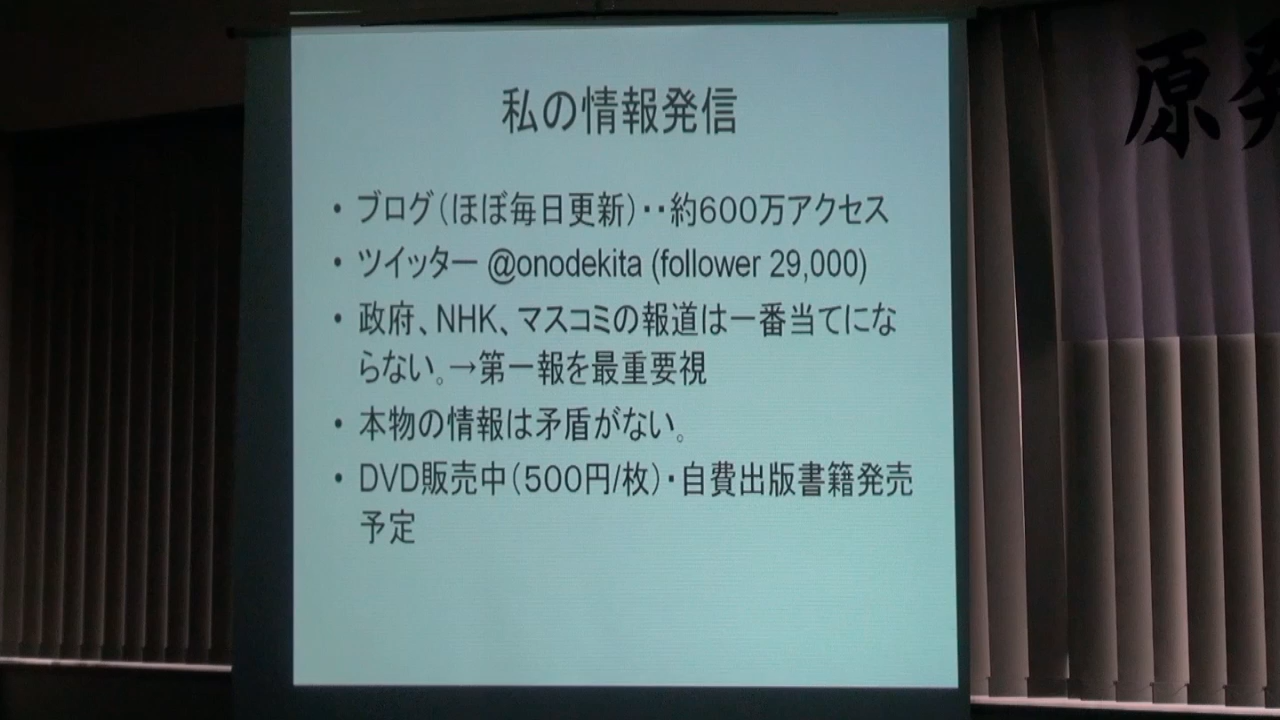 私の情報発信
• ブログ(ほぼ毎日更新)・・約600万アクセス
• ツイッター @onodekita (follower 29,000)
• 政府、NHK、マスコミの報道は一番当てにな
らない。→第一報を最重要視
• 本物の情報は矛盾がない。
• DVD販売中(500円/枚)・自費出版書籍発売
予定
原発